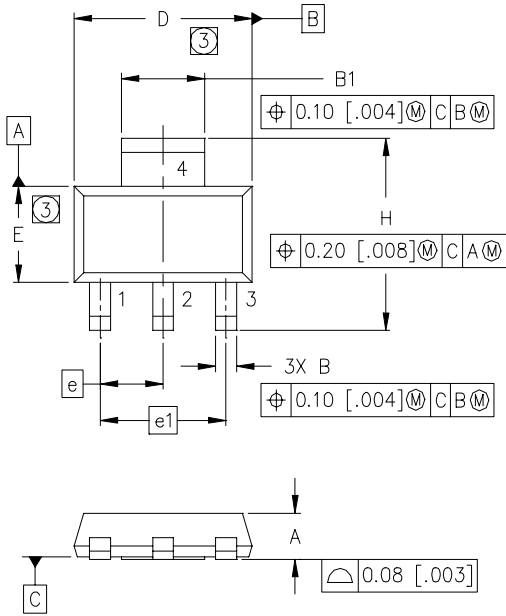 D
B
3
B1
⌖ 0.10 [.004] Ⓜ C B Ⓜ
A
4
3
E
H
⌖ 0.20 [.008] Ⓜ C A Ⓜ
1 2 3
3X B
e
⌖ 0.10 [.004] Ⓜ C B Ⓜ
e1
A
⌓ 0.08 [.003]
C